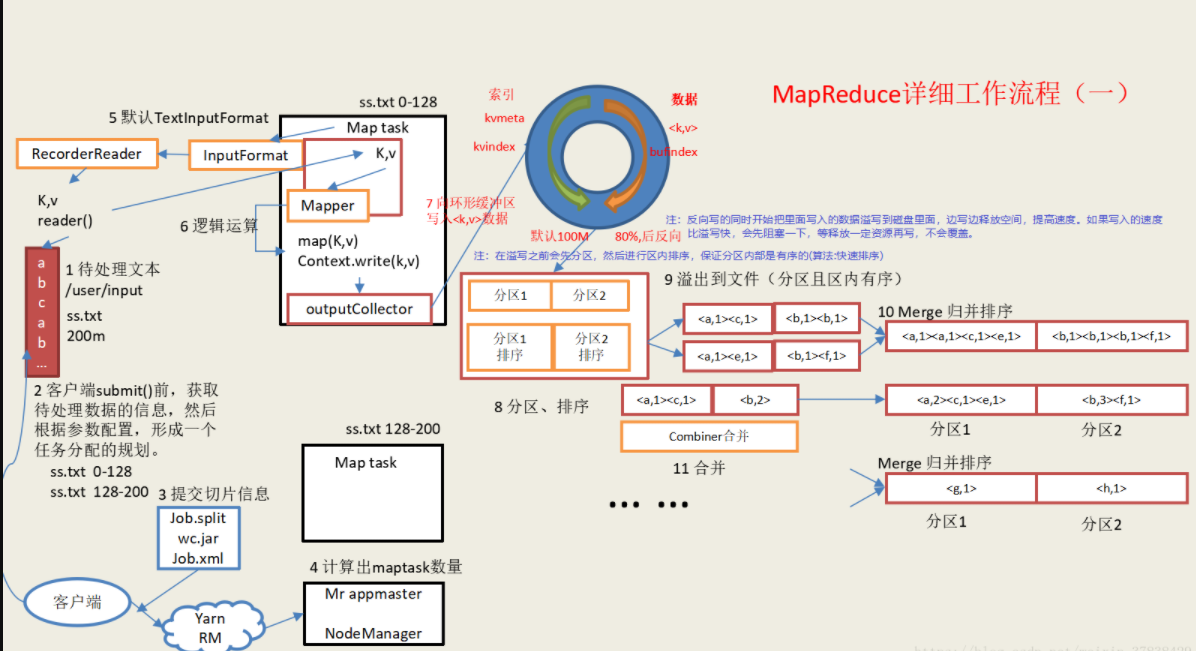 MapReduce详细工作流程（一）
ss.txt 0-128
5 默认TextInputFormat
Map task
RecorderReader
InputFormat
K,v
K,v
reader()
Mapper
6 逻辑运算
map(K,v)
Context.write(k,v)
outputCollector
索引
kvmeta
kvindex
数据
<k,v>
bufindex
7 向环形缓冲区
写入<k,v>数据
默认100M
80%,后反向
注：反向写的同时开始把里面写入的数据溢写到磁盘里面，边写边释放空间，提高速度。如果写入的速度
比溢写快，会先阻塞一下，等释放一定资源再写，不会覆盖。
注：在溢写之前会先分区，然后进行区内排序，保证分区内部是有序的(算法:快速排序)
a
b
c
a
b
...
1 待处理文本
/user/input
ss.txt
200m
分区1
分区2
分区1
排序
分区2
排序
8 分区、排序
9 溢出到文件（分区且区内有序）
<a,1><c,1>
<b,1><b,1>
<a,1><e,1>
<b,1><f,1>
10 Merge 归并排序
<a,1><a,1><c,1><e,1>
<b,1><b,1><b,1><f,1>
<a,1><c,1>
<b,2>
Combiner合并
11 合并
<a,2><c,1><e,1>
<b,3><f,1>
分区1
分区2
Merge 归并排序
<g,1>
<h,1>
分区1
分区2
... ...
2 客户端submit()前，获取
待处理数据的信息，然后
根据参数配置，形成一个
任务分配的规划。
ss.txt 0-128
ss.txt 128-200
3 提交切片信息
Job.split
wc.jar
Job.xml
ss.txt 128-200
Map task
4 计算出maptask数量
Mr appmaster
NodeManager
客户端
Yarn
RM